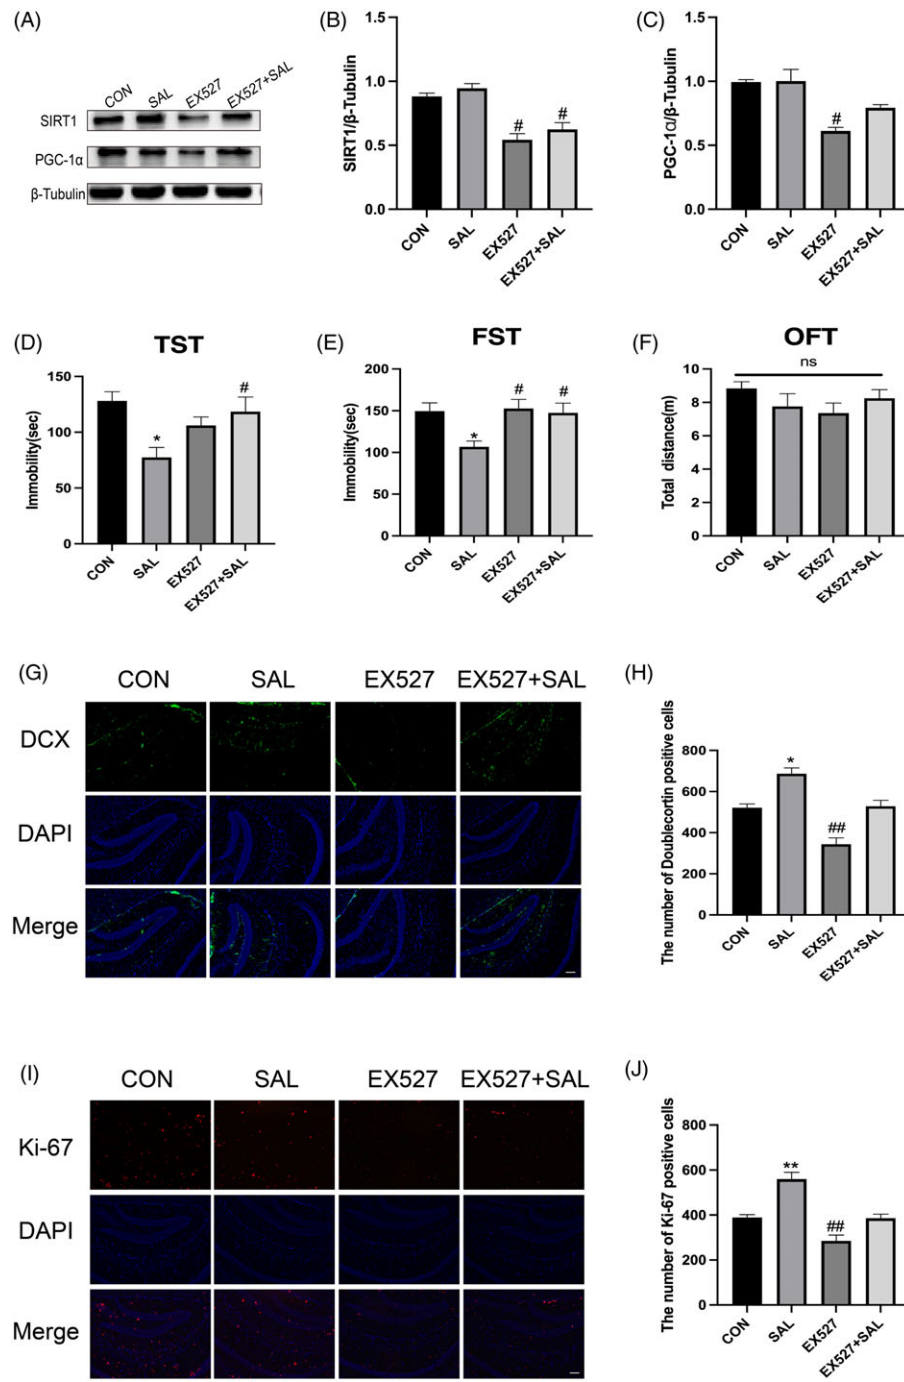 (A)
CON SAL EX527 EX527+SAL
SIRT1
PGC-1α
β-Tubulin
(B)
SIRT1/β-Tubulin
1.5
1.0
0.5
0.0
# #
CON SAL EX527 EX527+SAL
(C)
PGC-1α/β-Tubulin
1.5
1.0
0.5
0.0
#
CON SAL EX527 EX527+SAL
(D)
TST
Immobility(sec)
150
100
50
0
* #
CON SAL EX527 EX527+SAL
(E)
FST
Immobility(sec)
200
150
100
50
0
* # #
CON SAL EX527 EX527+SAL
(F)
OFT
ns
Total distance(m)
10
8
6
4
2
0
CON SAL EX527 EX527+SAL
(G)
CON SAL EX527 EX527+SAL
DCX
DAPI
Merge
(H)
The number of Doublecortin positive cells
800
600
400
200
0
* ##
CON SAL EX527 EX527+SAL
(I)
CON SAL EX527 EX527+SAL
Ki-67
DAPI
Merge
(J)
The number of Ki-67 positive cells
800
600
400
200
0
** ##
CON SAL EX527 EX527+SAL